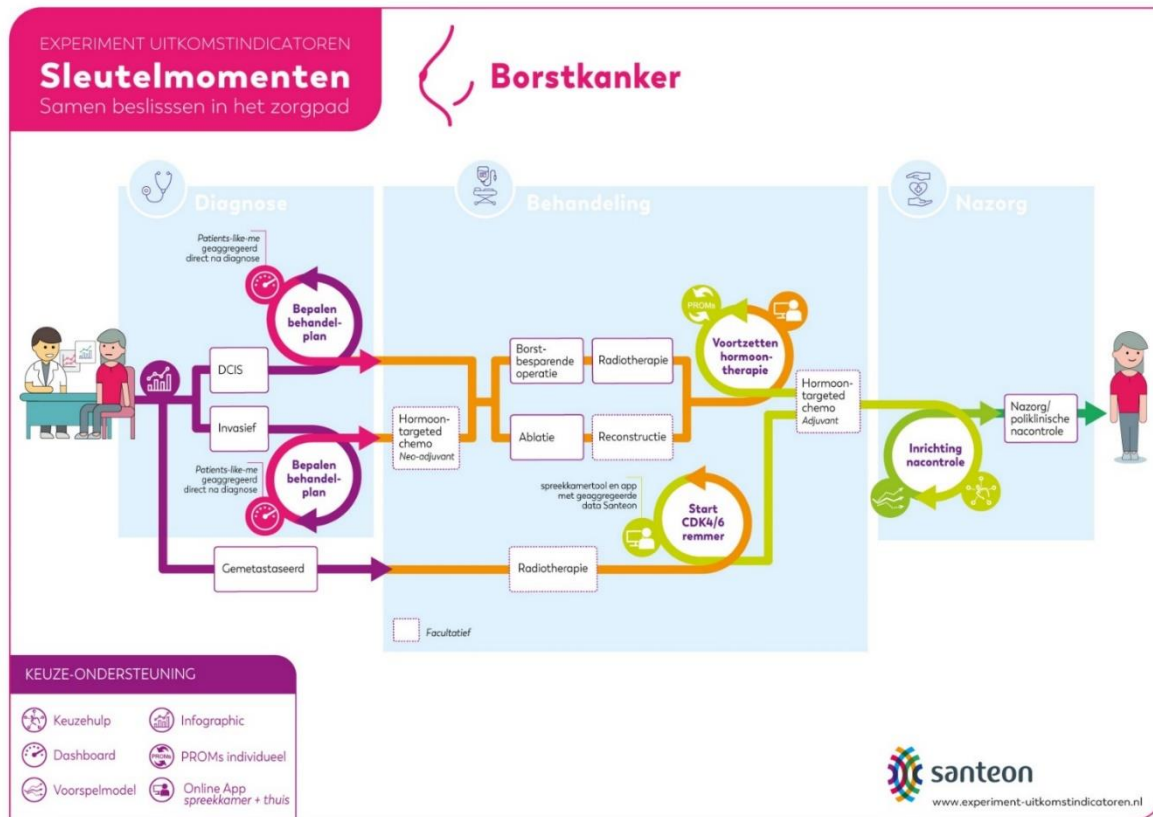 EXPERIMENT UITKOMSTINDICATOREN
Sleutelmomenten
Samen beslisssen in het zorgpad
Borstkanker
Diagnose
Behandeling
Nazorg
Patients-like-me
geaggregeerd
direct na diagnose
Bepalen
behandel-
plan
DCIS
Invasief
Patients-like-me
geaggregeerd
direct na diagnose
Bepalen
behandel-
plan
Gemetastaseerd
Hormoon-
targeted
chemo
Neo-adjuvant
Borst-
besparende
operatie
Radiotherapie
Ablatie
Reconstructie
PROMs
Voortzetten
hormoon-
therapie
spreekkamertool en app
met geaggregeerde
data Santeon
Start
CDK4/6
remmer
Radiotherapie
Hormoon-
targeted
chemo
Adjuvant
Inrichting
nacontrole
Nazorg/
poliklinische
nacontrole
Facultatief
KEUZE-ONDERSTEUNING
Keuzehulp
Infographic
Dashboard
PROMs
PROMs individueel
Voorspelmodel
Online App
spreekkamer + thuis
santeon
www.experiment-uitkomstindicatoren.nl